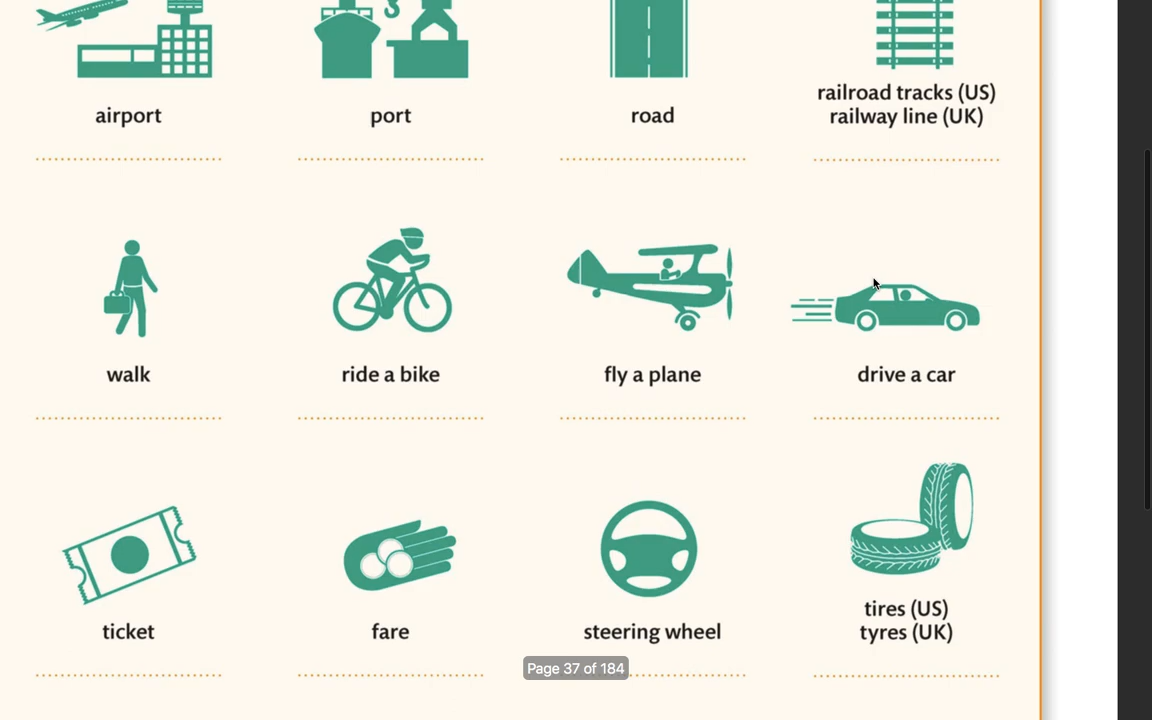 airport
port
road
railroad tracks (US)
railway line (UK)
walk
ride a bike
fly a plane
drive a car
ticket
fare
steering wheel
tires (US)
tyres (UK)
Page 37 of 184